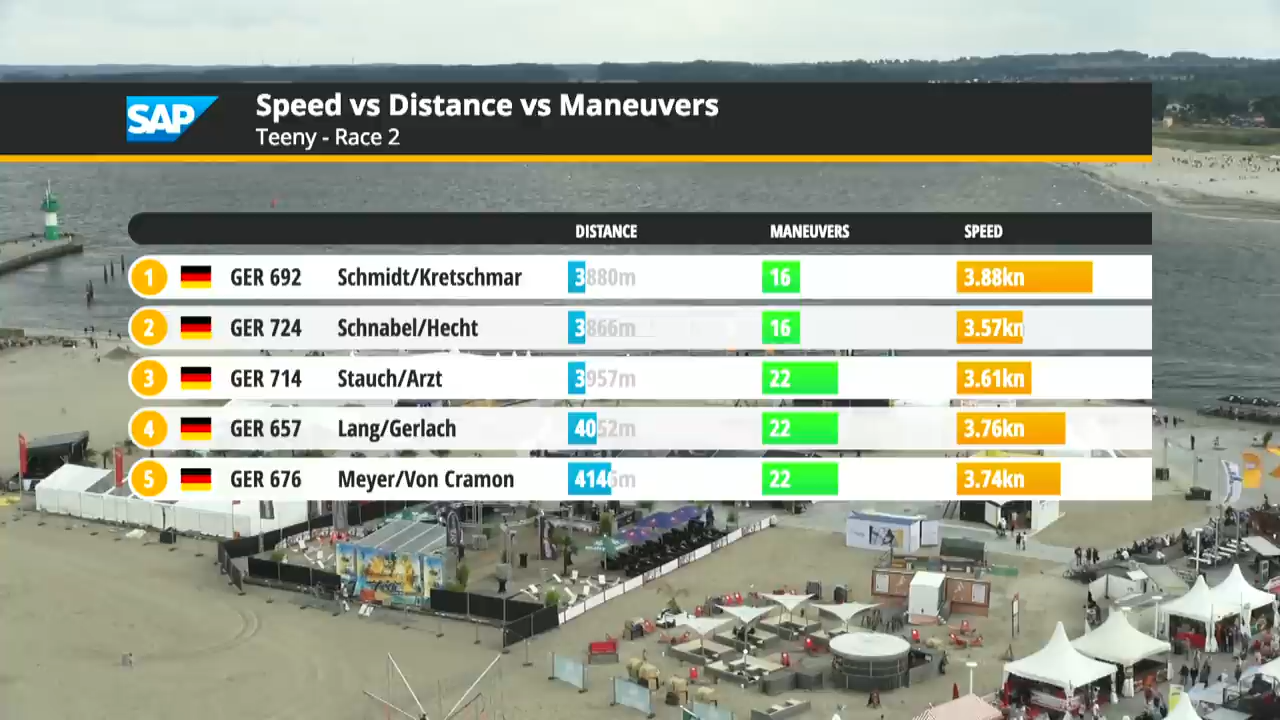 SAP
Speed vs Distance vs Maneuvers
Teeny - Race 2
DISTANCE MANEUVERS SPEED
1 GER 692 Schmidt/Kretschmar 3880m 16 3.88kn
2 GER 724 Schnabel/Hecht 3866m 16 3.57kn
3 GER 714 Stauch/Arzt 3957m 22 3.61kn
4 GER 657 Lang/Gerlach 4052m 22 3.76kn
5 GER 676 Meyer/Von Cramon 4146m 22 3.74kn